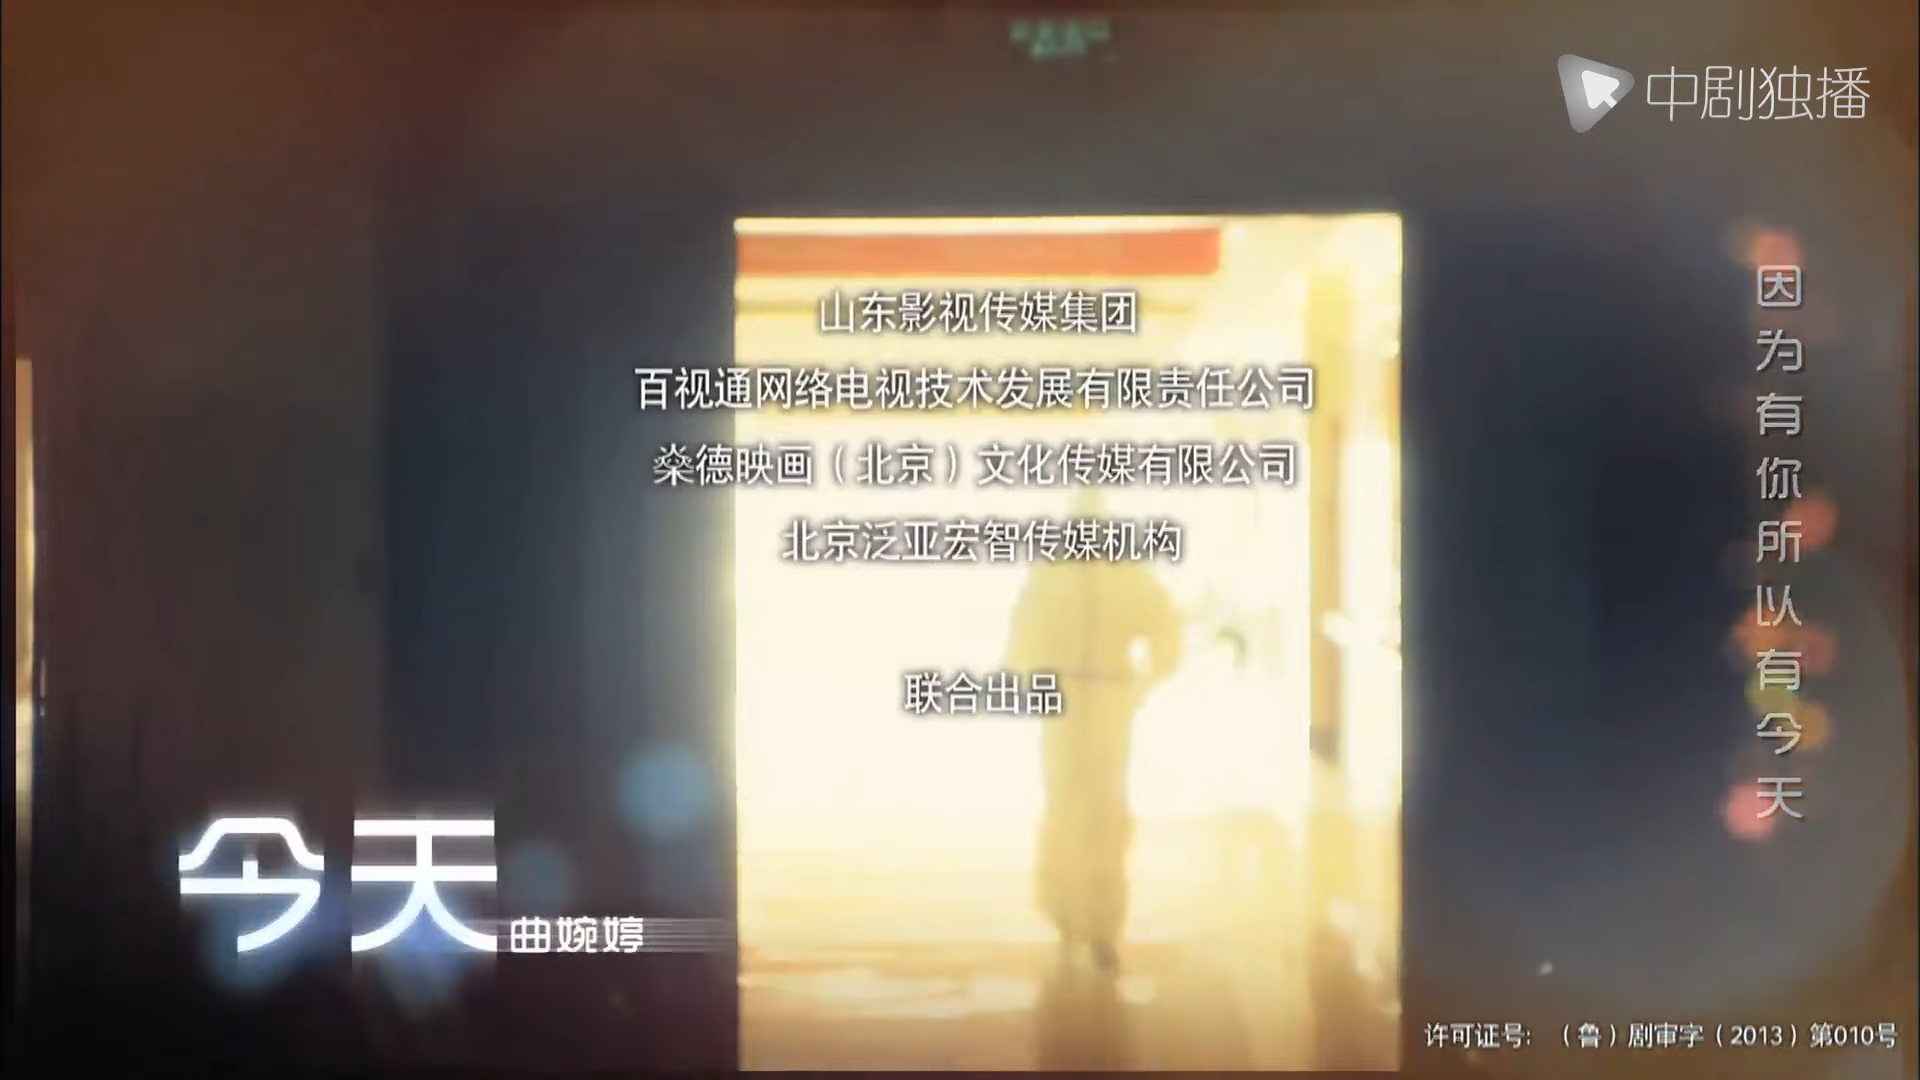 中剧独播
山东影视传媒集团
百视通网络电视技术发展有限责任公司
燊德映画（北京）文化传媒有限公司
北京泛亚宏智传媒机构
联合出品
因为有你所以有今天
今天
曲婉婷
许可证号：（鲁）剧审字（2013）第010号